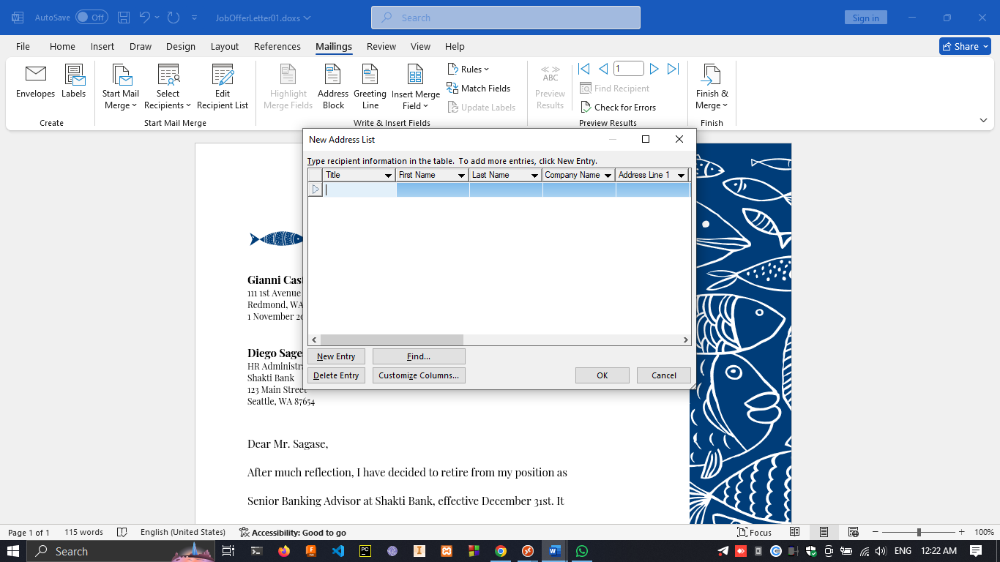 AutoSave Off JobOfferLetter01.doxs Search Sign in
File Home Insert Draw Design Layout References Mailings Review View Help Share
Envelopes Labels
Create
Start Mail Merge Select Recipients Edit Recipient List
Start Mail Merge
Highlight Merge Fields Address Block Greeting Line Insert Merge Field Rules Match Fields Update Labels
Write & Insert Fields
ABC Preview Results 1 Find Recipient Check for Errors
Preview Results
Finish & Merge
Finish
New Address List
Type recipient information in the table. To add more entries, click New Entry.
Title First Name Last Name Company Name Address Line 1
New Entry Find...
Delete Entry Customize Columns... OK Cancel
Gianni Cast
111 1st Avenue
Redmond, WA
1 November 20
Diego Sagas
HR Administra
Shakti Bank
123 Main Street
Seattle, WA 87654
Dear Mr. Sagase,
After much reflection, I have decided to retire from my position as
Senior Banking Advisor at Shakti Bank, effective December 31st. It
Page 1 of 1 115 words English (United States) Accessibility: Good to go Focus 100%
Search ENG 12:22 AM